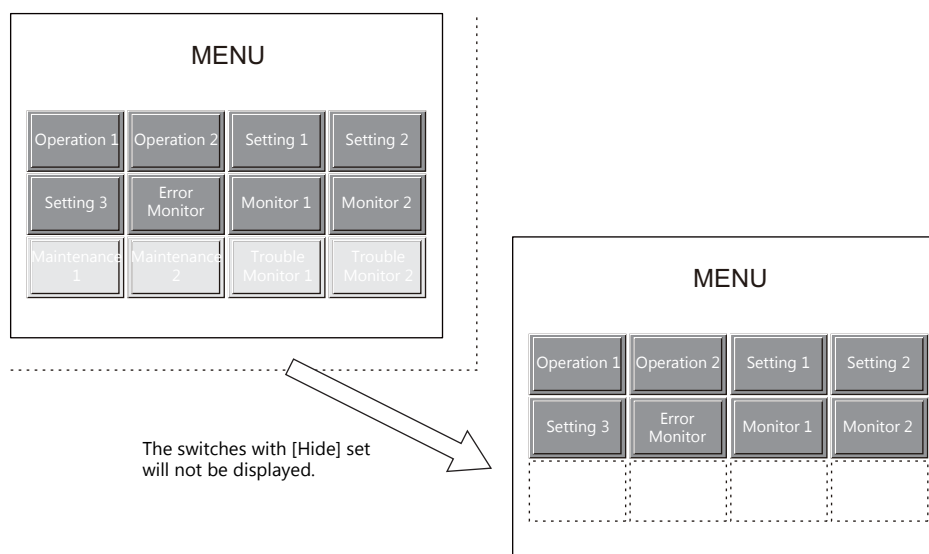 MENU
Operation 1
Operation 2
Setting 1
Setting 2
Setting 3
Error
Monitor
Monitor 1
Monitor 2
Maintenance
1
Maintenance
2
Trouble
Monitor 1
Trouble
Monitor 2
The switches with [Hide] set
will not be displayed.
MENU
Operation 1
Operation 2
Setting 1
Setting 2
Setting 3
Error
Monitor
Monitor 1
Monitor 2